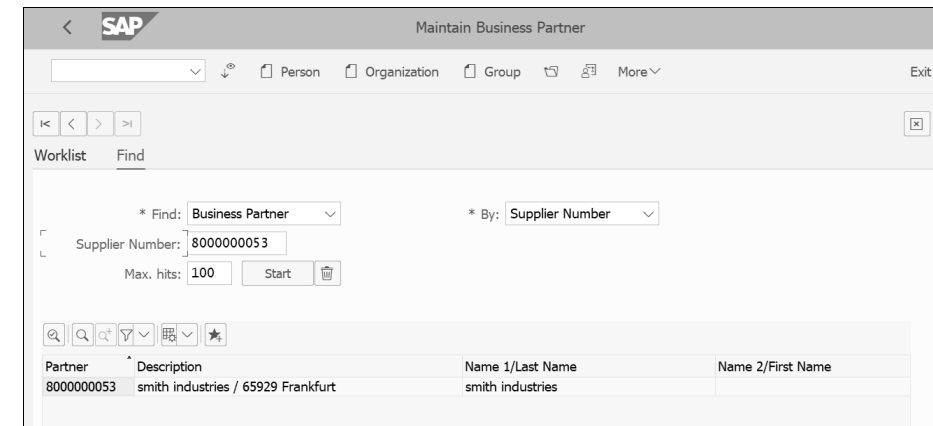 SAP Maintain Business Partner
Person Organization Group More Exit
Worklist Find
* Find: Business Partner * By: Supplier Number
Supplier Number: 8000000053
Max. hits: 100 Start
Partner Description Name 1/Last Name Name 2/First Name
8000000053 smith industries / 65929 Frankfurt smith industries